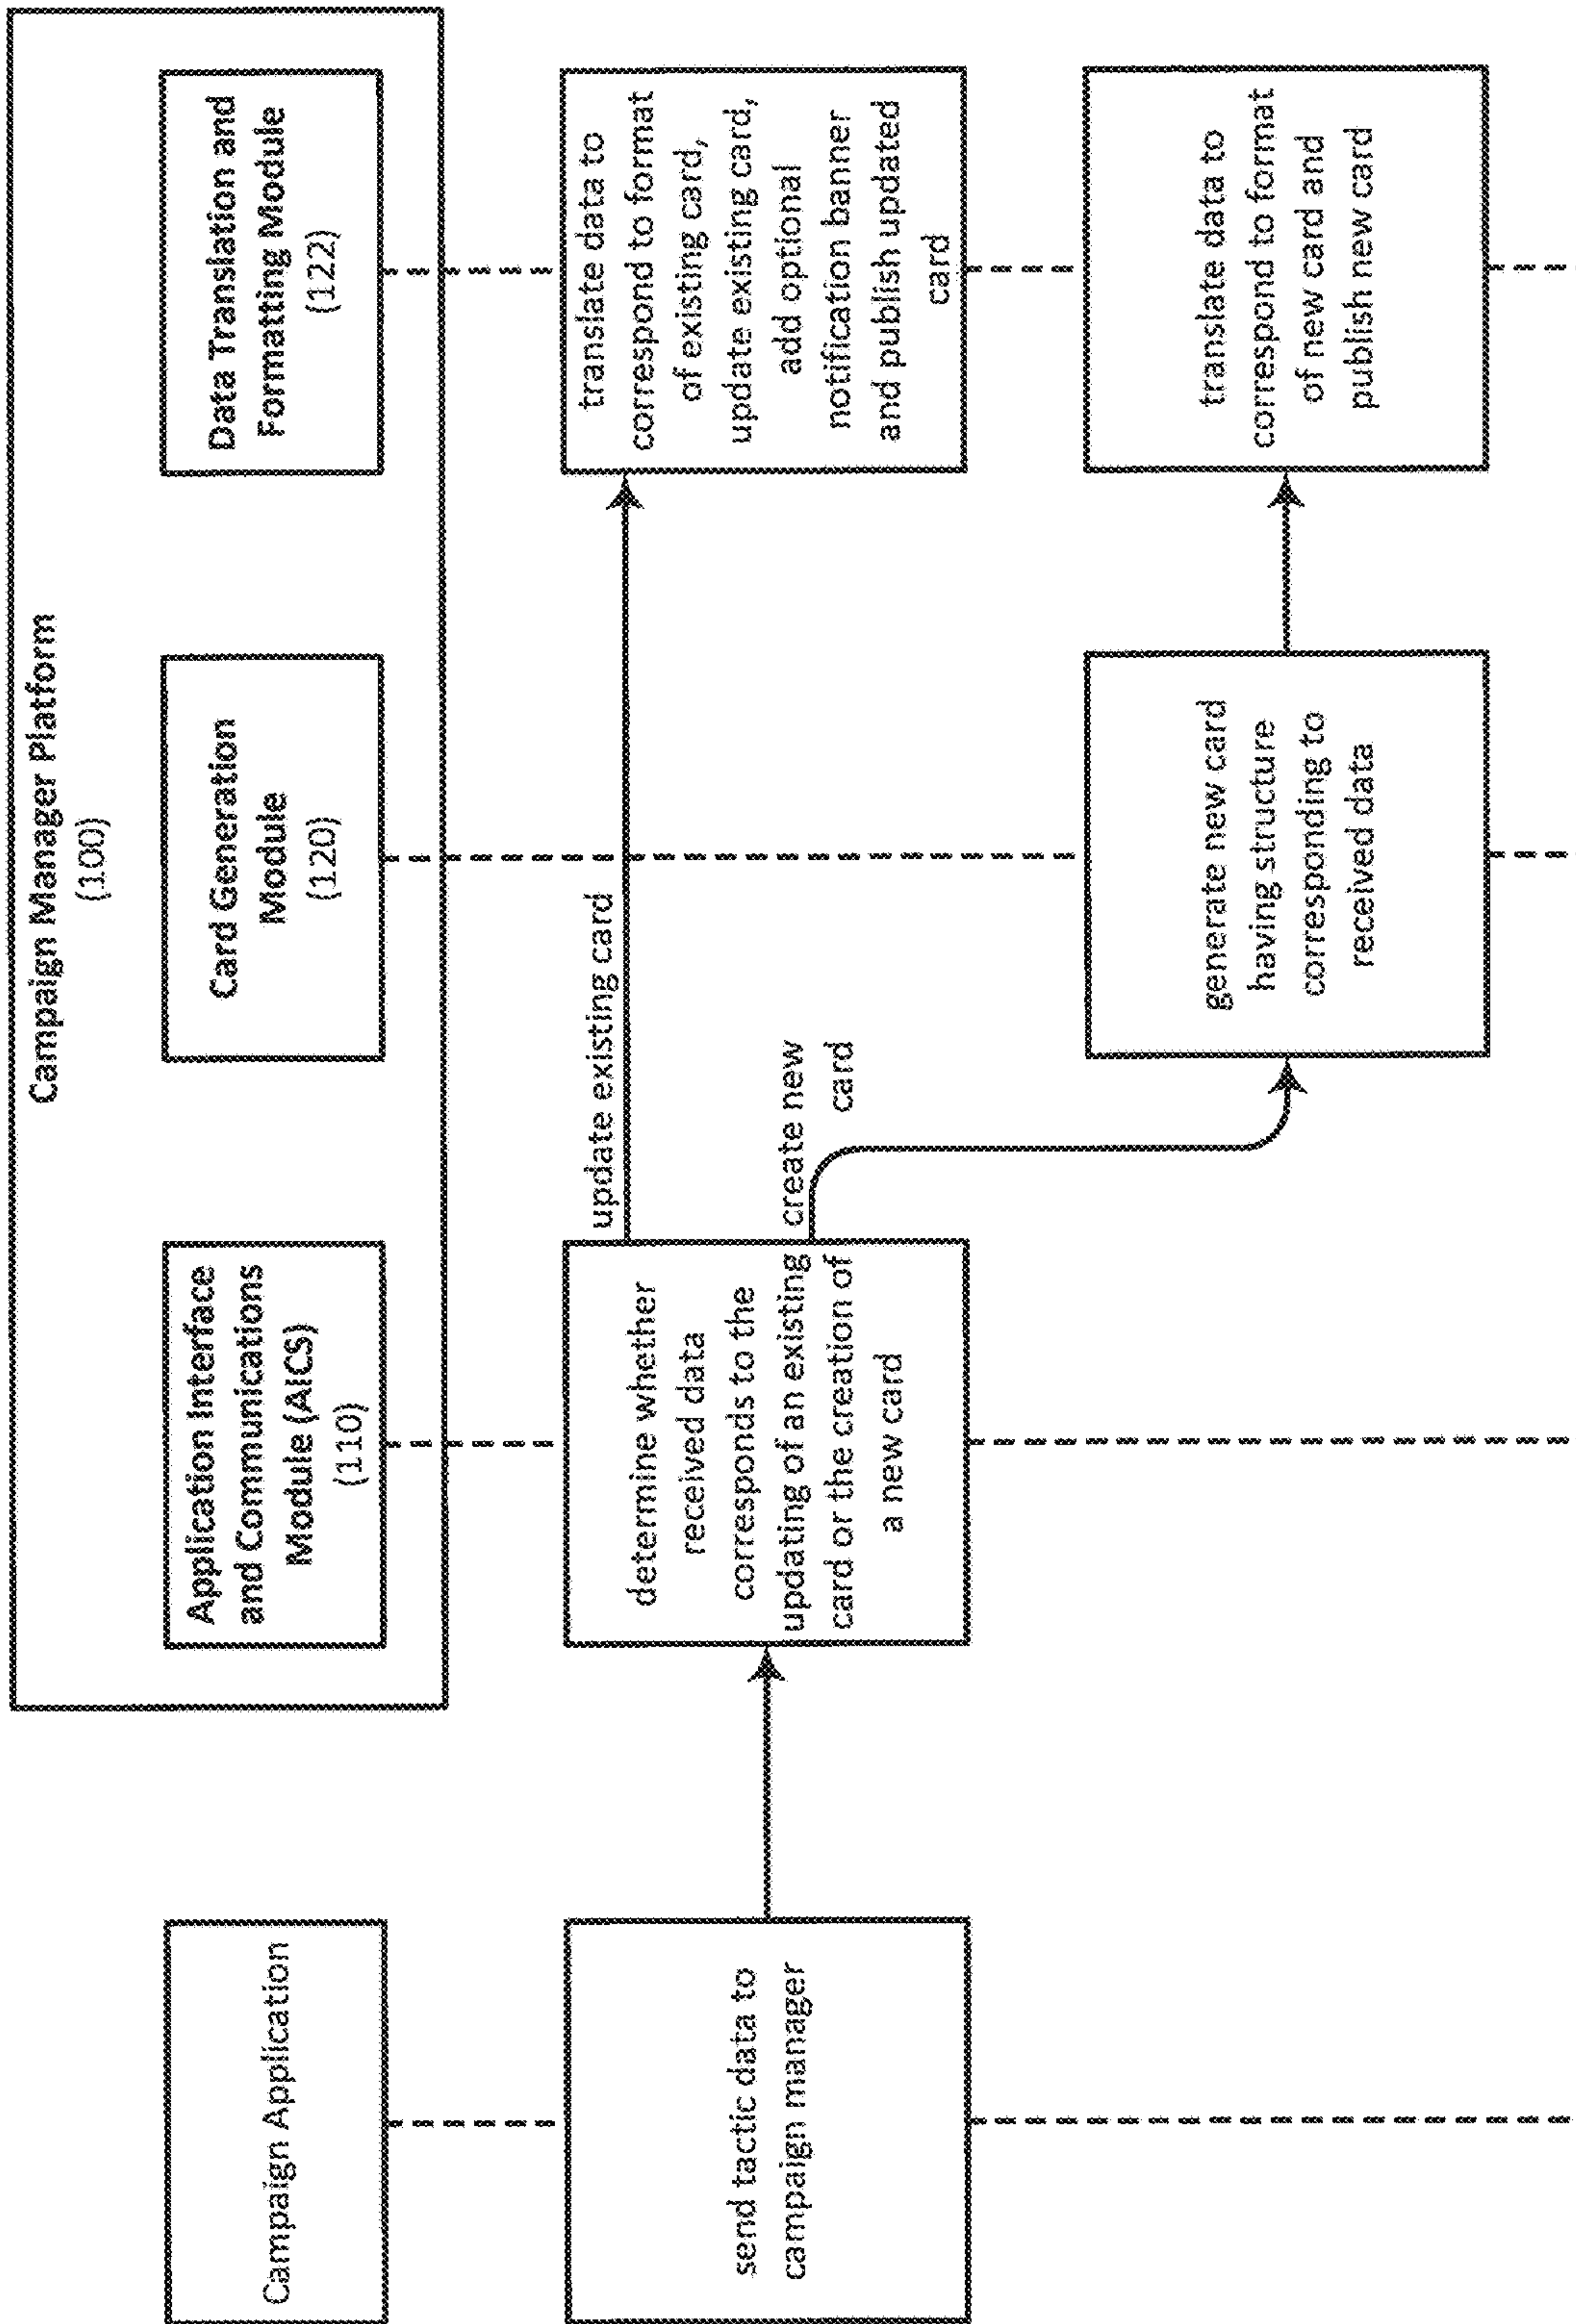 Campaign Manager Platform
(100)
Campaign Application
Application Interface
and Communications
Module (AICS)
(110)
Card Generation
Module
(120)
Data Translation and
Formatting Module
(122)
send tactic data to
campaign manager
determine whether
received data
corresponds to the
updating of an existing
card or the creation of
a new card
update existing card
create new
card
translate data to
correspond to format
of existing card,
update existing card,
add optional
notification banner
and publish updated
card
generate new card
having structure
corresponding to
received data
translate data to
correspond to format
of new card and
publish new card